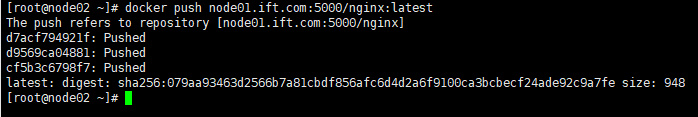 [root@node02 ~]# docker push node01.ift.com:5000/nginx:latest
The push refers to repository [node01.ift.com:5000/nginx]
d7acf794921f: Pushed
d9569ca04881: Pushed
cf5b3c6798f7: Pushed
latest: digest: sha256:079aa93463d2566b7a81cbdf856afc6d4d2a6f9100ca3bcbecf24ade92c9a7fe size: 948
[root@node02 ~]#